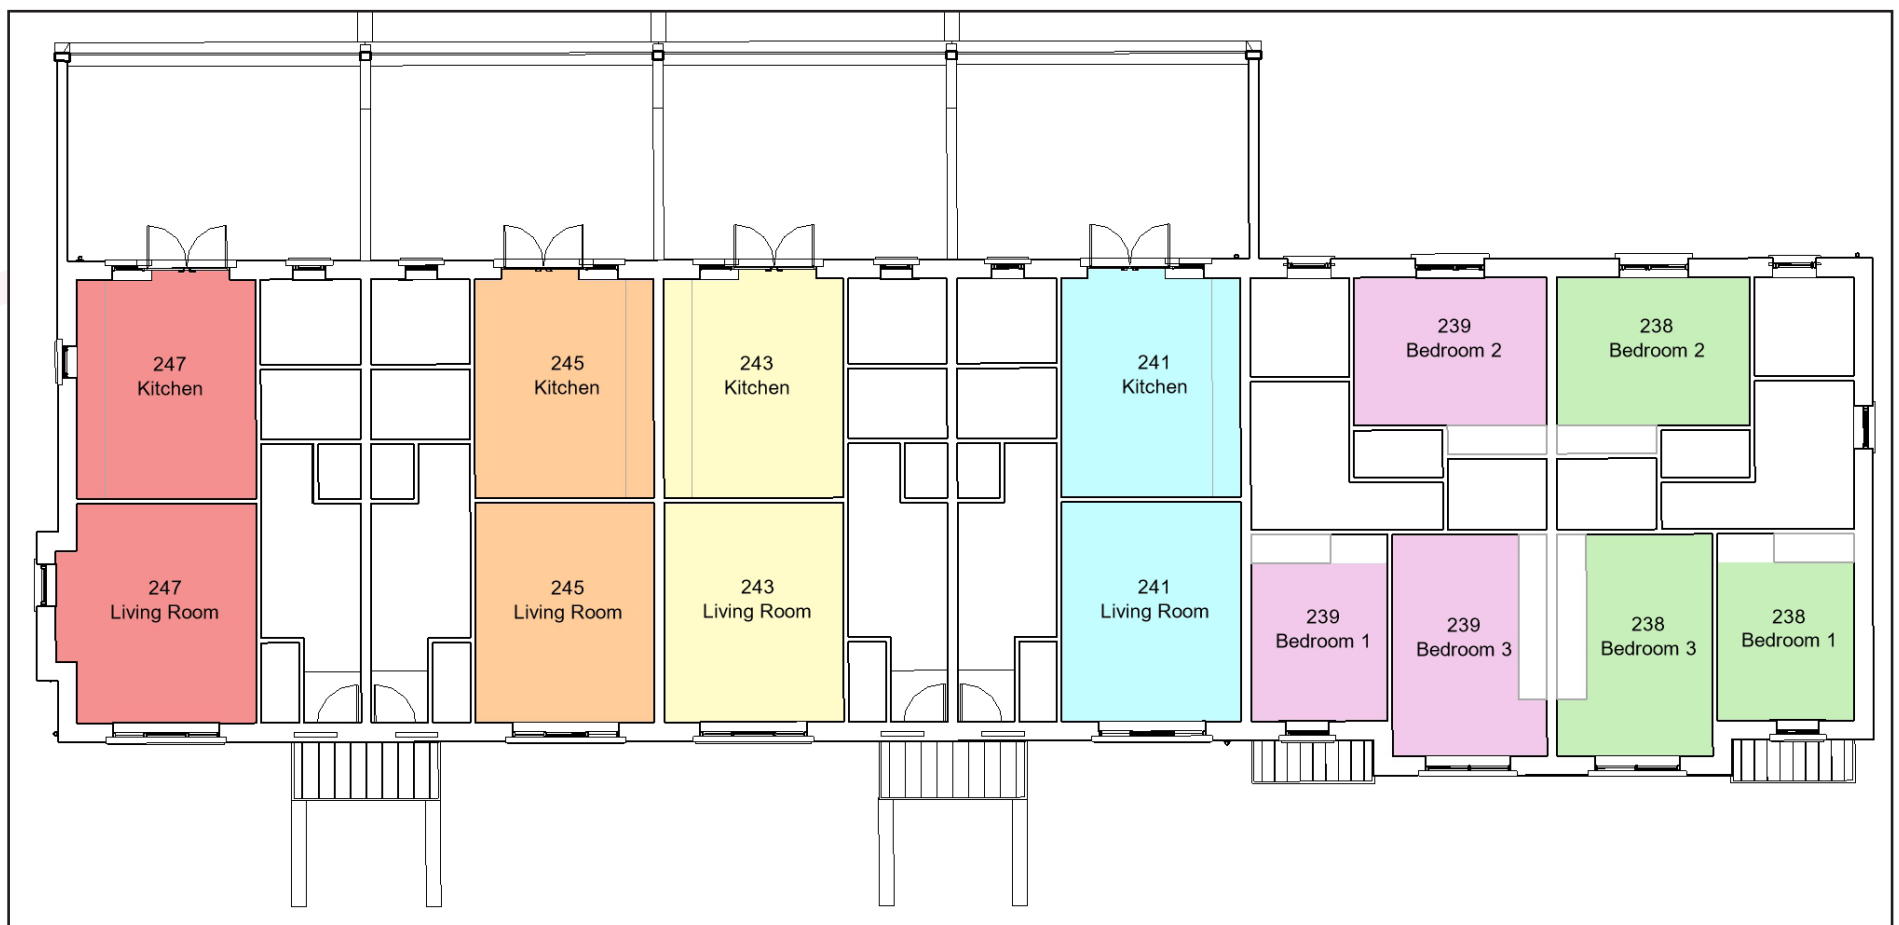 247
Kitchen
245
Kitchen
243
Kitchen
241
Kitchen
239
Bedroom 2
238
Bedroom 2
247
Living Room
245
Living Room
243
Living Room
241
Living Room
239
Bedroom 1
239
Bedroom 3
238
Bedroom 3
238
Bedroom 1